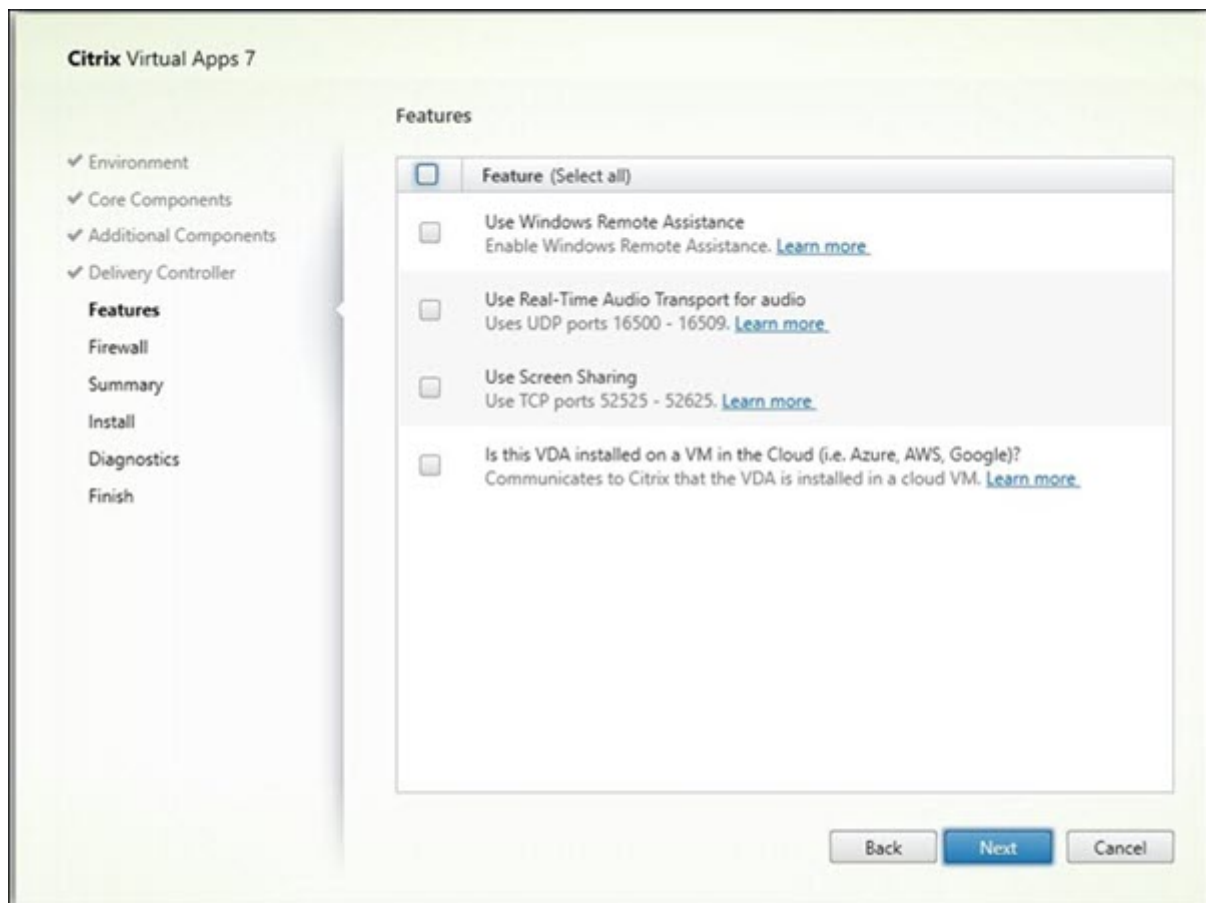 Citrix Virtual Apps 7
Features
✔ Environment
✔ Core Components
✔ Additional Components
✔ Delivery Controller
Features
Firewall
Summary
Install
Diagnostics
Finish
Feature (Select all)
Use Windows Remote Assistance
Enable Windows Remote Assistance. Learn more
Use Real-Time Audio Transport for audio
Uses UDP ports 16500 - 16509. Learn more
Use Screen Sharing
Use TCP ports 52525 - 52625. Learn more
Is this VDA installed on a VM in the Cloud (i.e. Azure, AWS, Google)?
Communicates to Citrix that the VDA is installed in a cloud VM. Learn more
Back Next Cancel